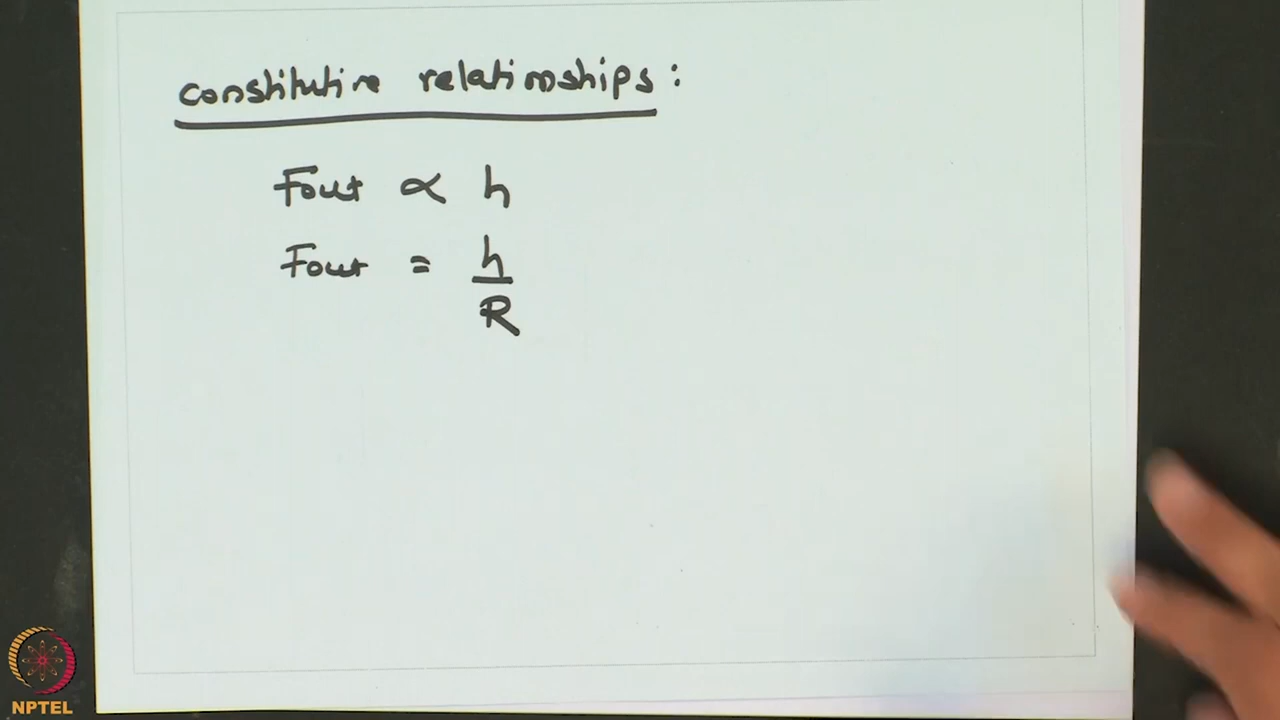 constitutive relationships:
Fout ∝ h
Fout = h
R
NPTEL